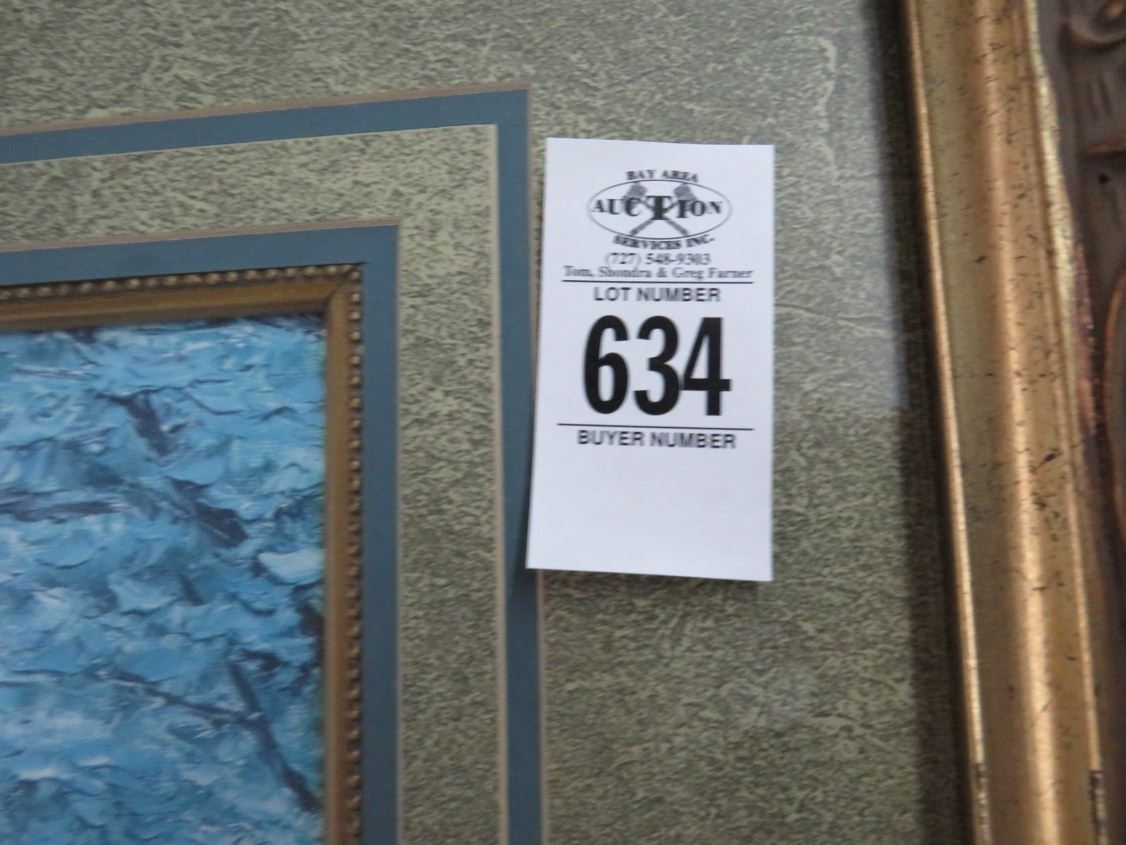 BAY AREA
AUCTION
SERVICES INC.
(727) 548-9303
Tom, Shondra & Greg Farner
LOT NUMBER
634
BUYER NUMBER